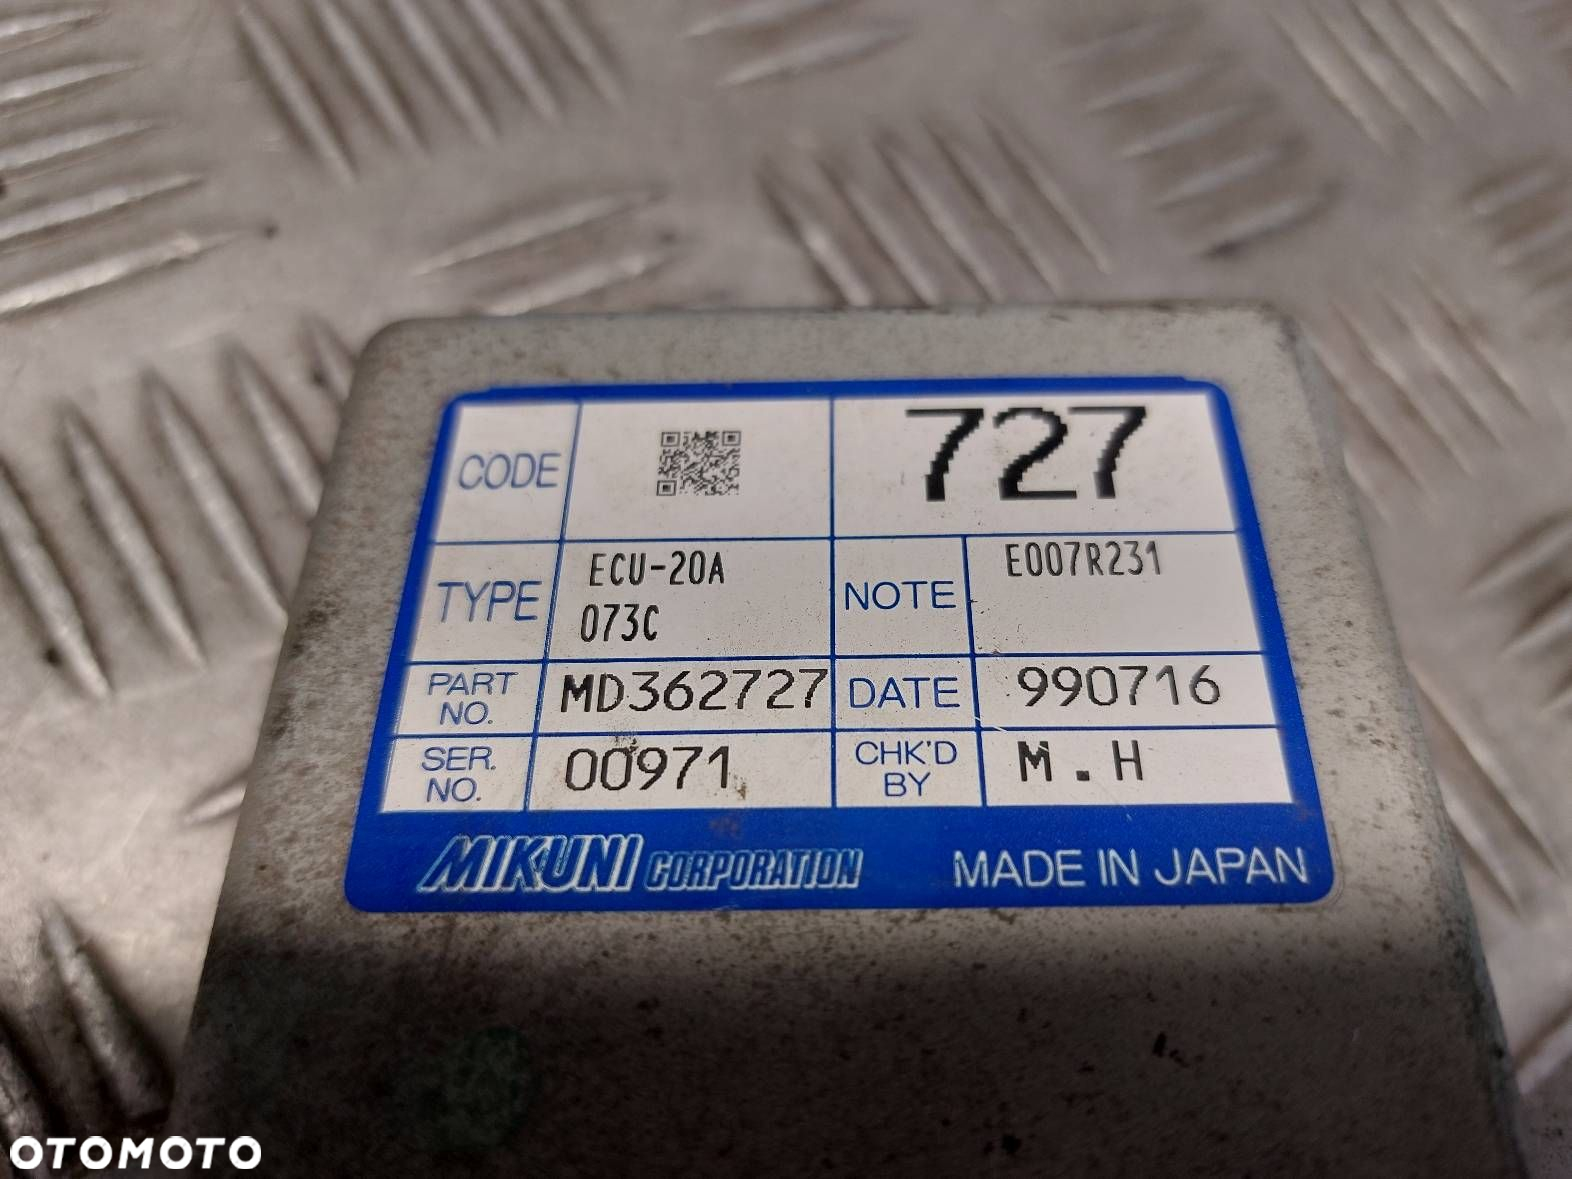 CODE 727
TYPE ECU-20A NOTE E007R231
073C
PART NO. MD362727 DATE 990716
SER. NO. 00971 CHK'D BY M.H
MIKUNI CORPORATION MADE IN JAPAN
OTOMOTO